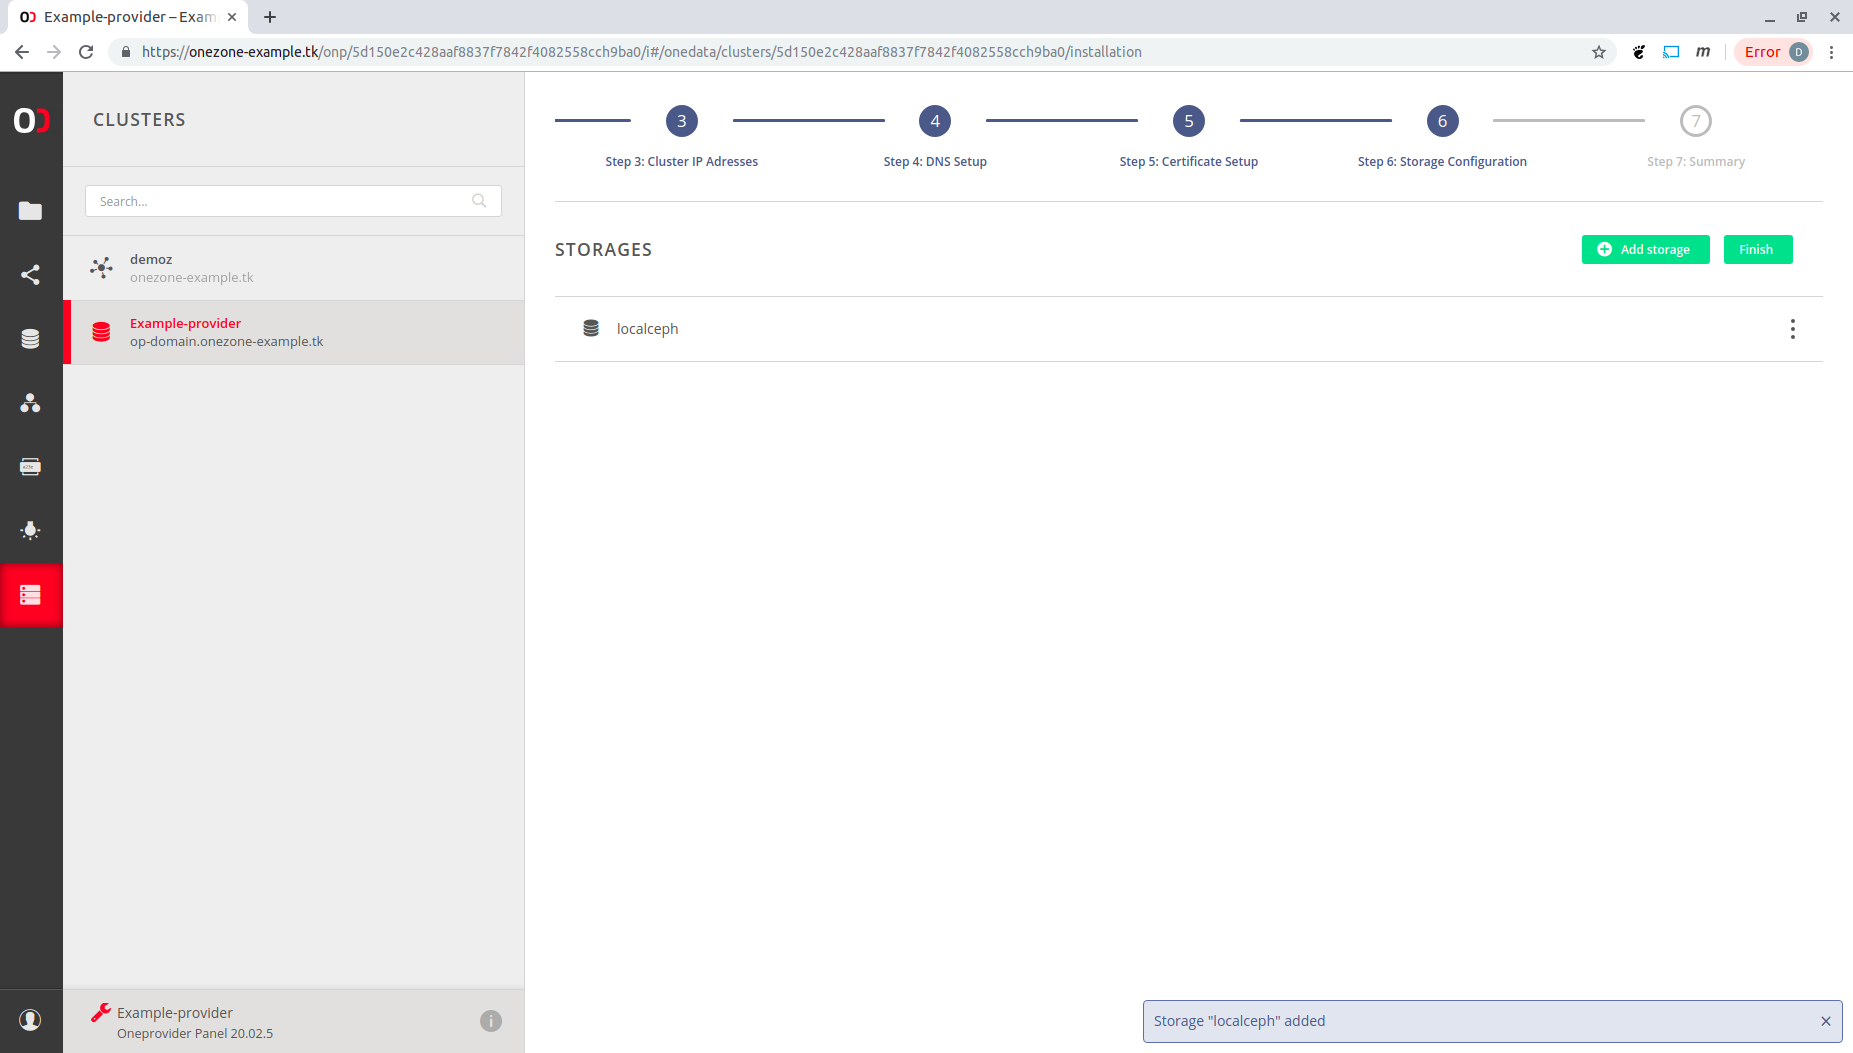 Example-provider – Exam
https://onezone-example.tk/onp/5d150e2c428aaf8837f7842f4082558cch9ba0/i#/onedata/clusters/5d150e2c428aaf8837f7842f4082558cch9ba0/installation
m
Error
D
CLUSTERS
Search...
demoz
onezone-example.tk
Example-provider
op-domain.onezone-example.tk
3
4
5
6
7
Step 3: Cluster IP Adresses
Step 4: DNS Setup
Step 5: Certificate Setup
Step 6: Storage Configuration
Step 7: Summary
STORAGES
Add storage
Finish
localceph
Example-provider
Oneprovider Panel 20.02.5
i
Storage "localceph" added